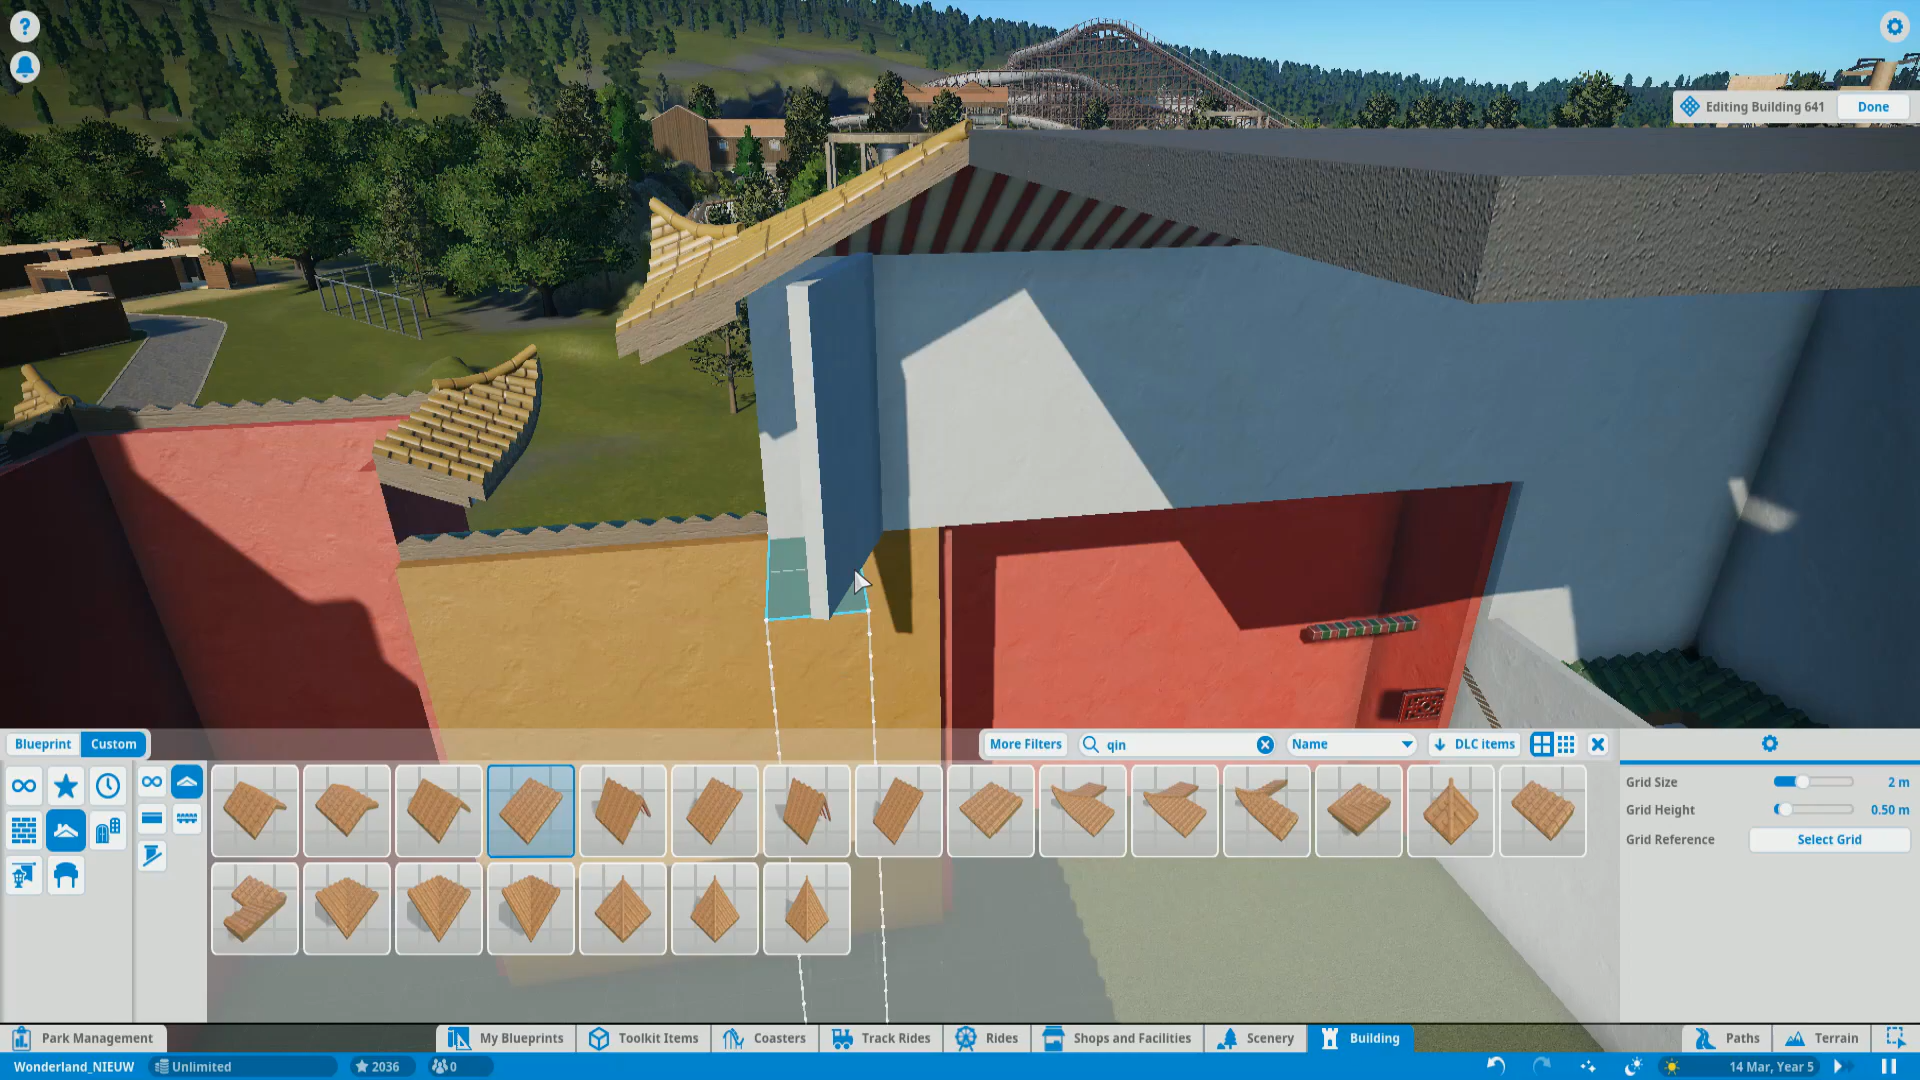 ?
Editing Building 641
Done
Blueprint
Custom
More Filters
qin
Name
DLC items
Grid Size
2 m
Grid Height
0.50 m
Grid Reference
Select Grid
Park Management
My Blueprints
Toolkit Items
Coasters
Track Rides
Rides
Shops and Facilities
Scenery
Building
Paths
Terrain
Wonderland_NIEUW
Unlimited
2036
0
14 Mar, Year 5